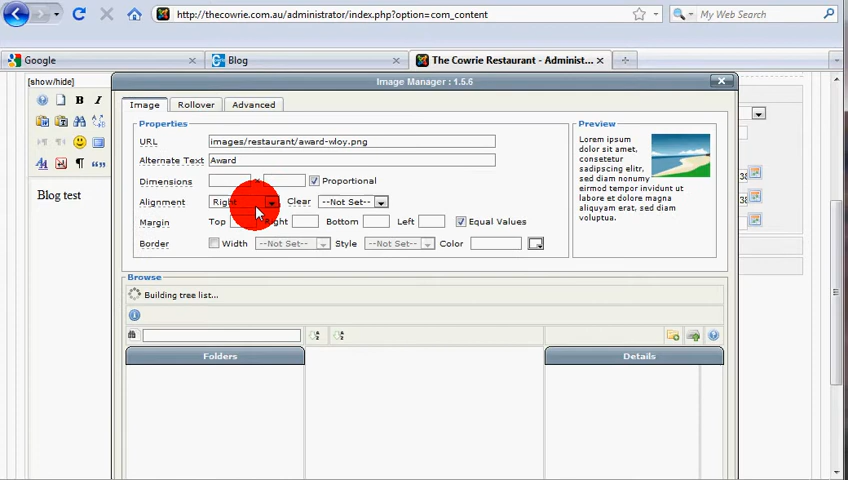 http://thecowrie.com.au/administrator/index.php?option=com_content
My Web Search
Google
Blog
The Cowrie Restaurant - Administ...
[show/hide]
Image Manager : 1.5.6
Image
Rollover
Advanced
Properties
URL
images/restaurant/award-wloy.png
Alternate Text
Award
Dimensions
x
Proportional
Alignment
Right
Clear
--Not Set--
Margin
Top
Right
Bottom
Left
Equal Values
Border
Width
--Not Set--
Style
--Not Set--
Color
Preview
Lorem ipsum
dolor sit amet,
consetetur
sadipscing elitr,
sed diam nonumy
eirmod tempor
invidunt ut labore et dolore
magna aliquyam erat, sed diam
voluptua.
Blog test
Browse
Building tree list...
Folders
Details